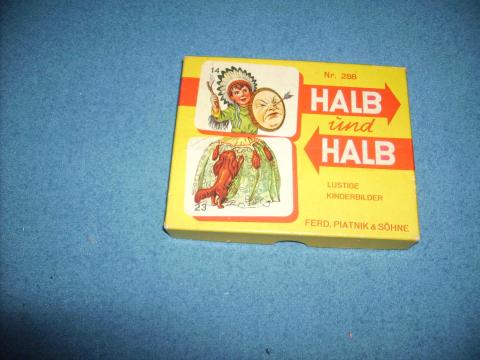 14
Nr. 288
HALB
und
HALB
LUSTIGE
KINDERBILDER
23
FERD. PIATNIK & SÖHNE